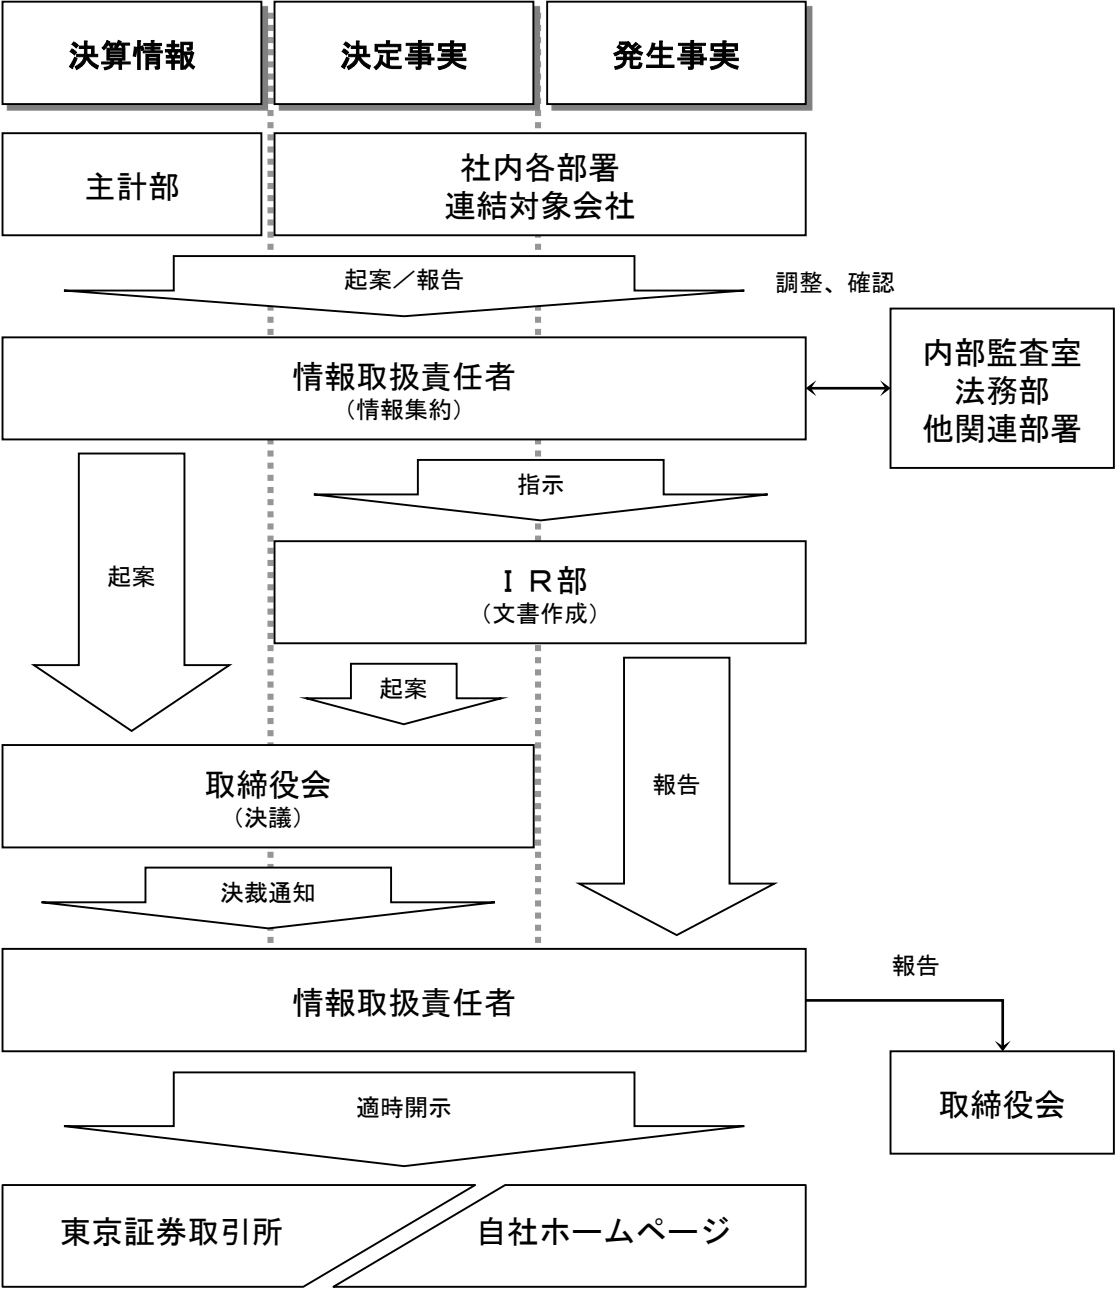 決算情報
決定事実
発生事実
主計部
社内各部署
連結対象会社
起案／報告
調整、確認
情報取扱責任者
（情報集約）
内部監査室
法務部
他関連部署
指示
起案
ＩＲ部
（文書作成）
起案
報告
取締役会
（決議）
決裁通知
情報取扱責任者
報告
取締役会
適時開示
東京証券取引所
自社ホームページ